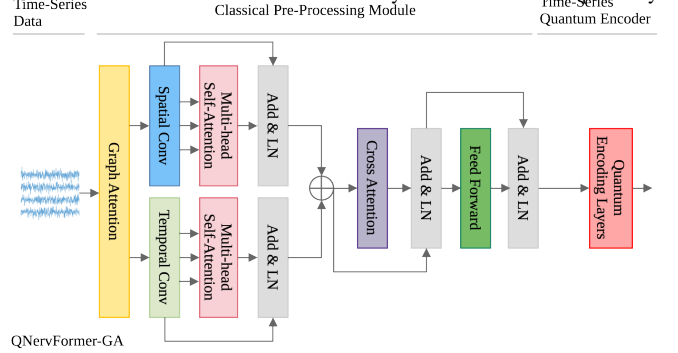 Time-Series
Data
Classical Pre-Processing Module
Time-Series
Quantum Encoder
Graph Attention
Spatial Conv
Multi-head
Self-Attention
Add & LN
Temporal Conv
Multi-head
Self-Attention
Add & LN
Cross Attention
Add & LN
Feed Forward
Add & LN
Quantum
Encoding Layers
QNervFormer-GA